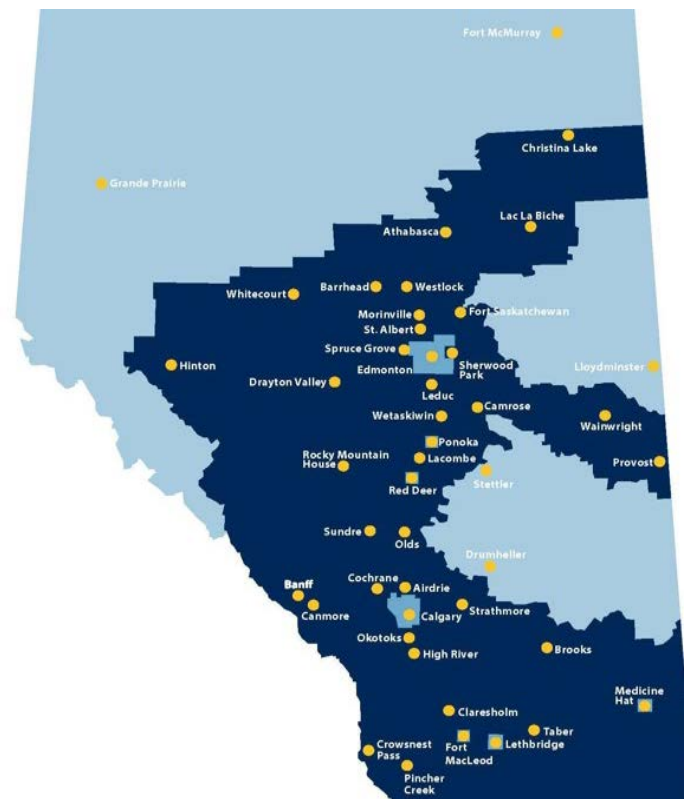 Fort McMurray
Christina Lake
Grande Prairie
Lac La Biche
Athabasca
Barrhead
Westlock
Whitecourt
Morinville
Fort Saskatchewan
St. Albert
Spruce Grove
Edmonton
Sherwood
Park
Hinton
Lloydminster
Drayton Valley
Leduc
Camrose
Wetaskiwin
Wainwright
Ponoka
Rocky Mountain
House
Lacombe
Provost
Red Deer
Stettler
Sundre
Olds
Drumheller
Banff
Cochrane
Airdrie
Canmore
Calgary
Strathmore
Okotoks
High River
Brooks
Medicine
Hat
Claresholm
Taber
Fort
MacLeod
Lethbridge
Crowsnest
Pass
Pincher
Creek